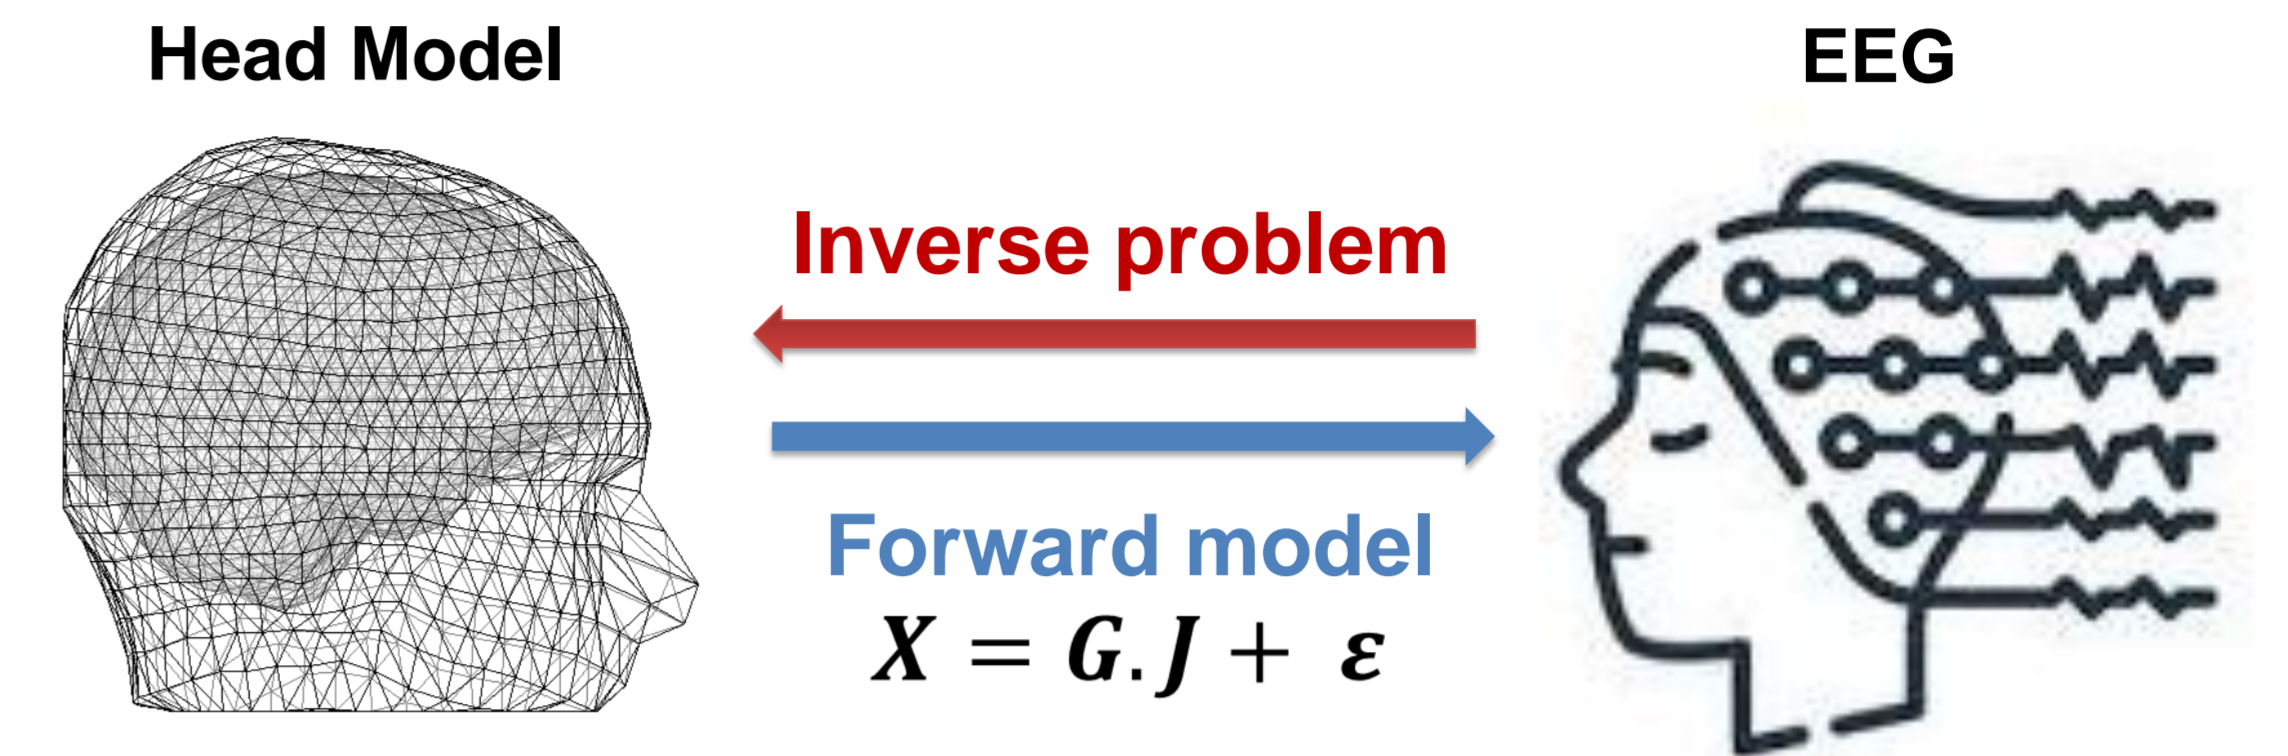 Head Model
EEG
Inverse problem
Forward model
X = G.J + ε